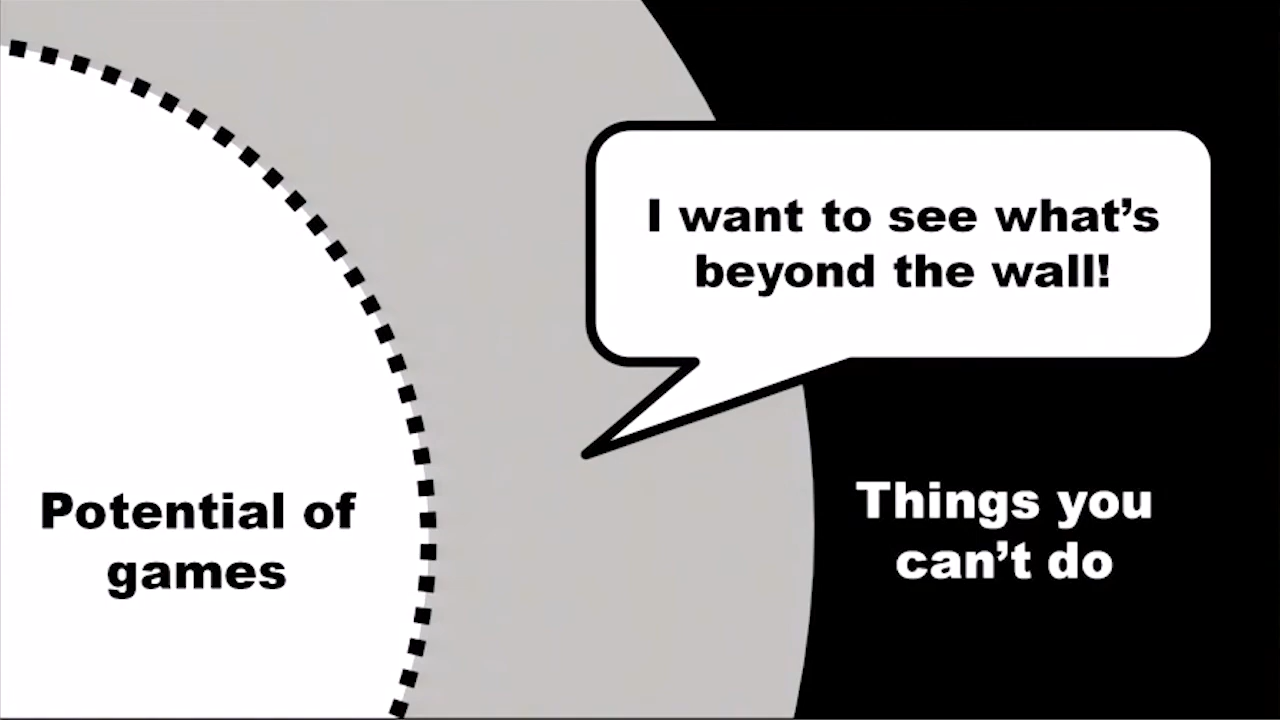 I want to see what’s
beyond the wall!
Potential of
games
Things you
can’t do